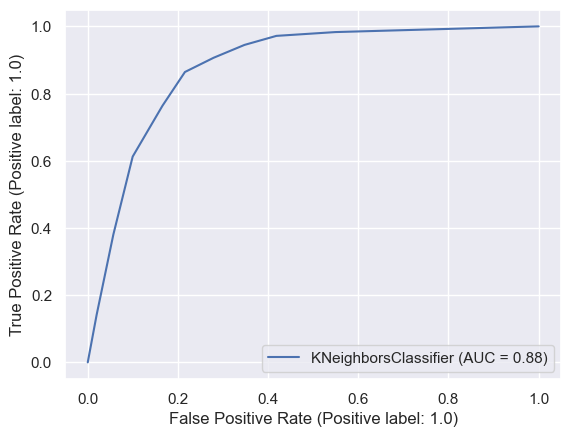 1.0
0.8
0.6
0.4
0.2
0.0
True Positive Rate (Positive label: 1.0)
KNeighborsClassifier (AUC = 0.88)
0.0 0.2 0.4 0.6 0.8 1.0
False Positive Rate (Positive label: 1.0)